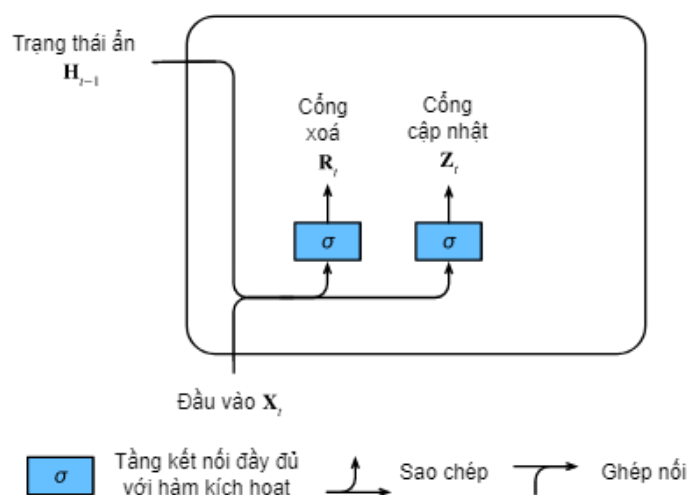 Trạng thái ẩn
H_{t−1}
Cổng
xoá
R_t
Cổng
cập nhật
Z_t
σ
σ
Đầu vào X_t
σ
Tầng kết nối đầy đủ
với hàm kích hoạt
Sao chép
Ghép nối